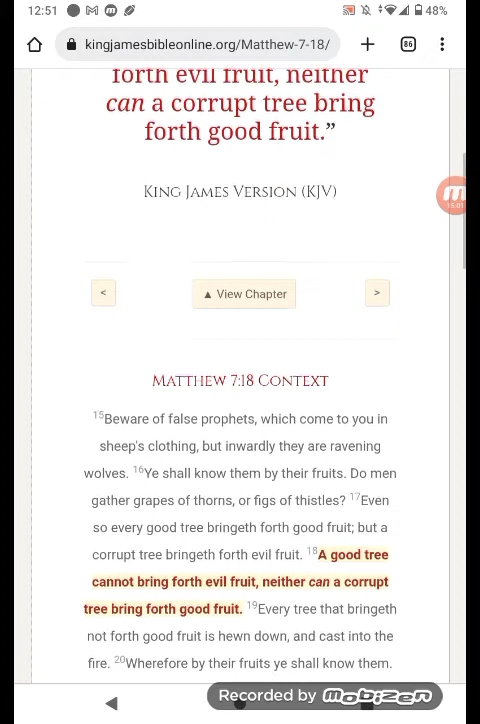 12:51 48%
kingjamesbibleonline.org/Matthew-7-18/ 86
forth evil fruit, neither
can a corrupt tree bring
forth good fruit.”
King James Version (KJV)
15:01
< ▲ View Chapter >
Matthew 7:18 Context
15Beware of false prophets, which come to you in
sheep's clothing, but inwardly they are ravening
wolves. 16Ye shall know them by their fruits. Do men
gather grapes of thorns, or figs of thistles? 17Even
so every good tree bringeth forth good fruit; but a
corrupt tree bringeth forth evil fruit. 18A good tree
cannot bring forth evil fruit, neither can a corrupt
tree bring forth good fruit. 19Every tree that bringeth
not forth good fruit is hewn down, and cast into the
fire. 20Wherefore by their fruits ye shall know them.
Recorded by mobizen